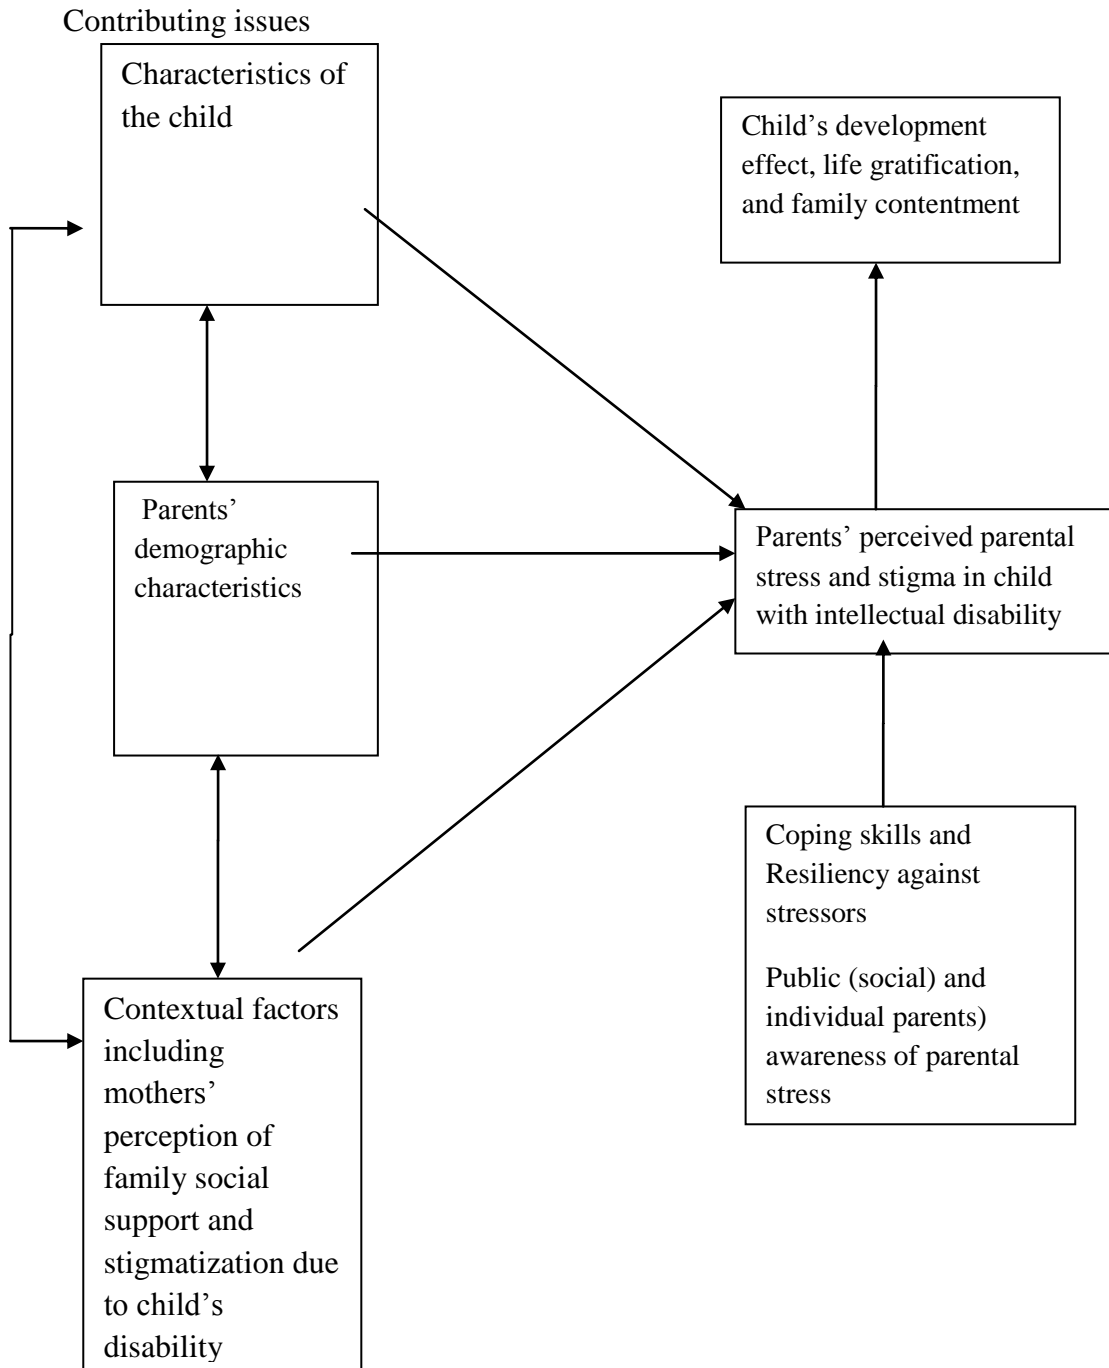 Contributing issues
Characteristics of
the child
Child’s development
effect, life gratification,
and family contentment
Parents’
demographic
characteristics
Parents’ perceived parental
stress and stigma in child
with intellectual disability
Contextual factors
including
mothers’
perception of
family social
support and
stigmatization due
to child’s
disability
Coping skills and
Resiliency against
stressors
Public (social) and
individual parents)
awareness of parental
stress